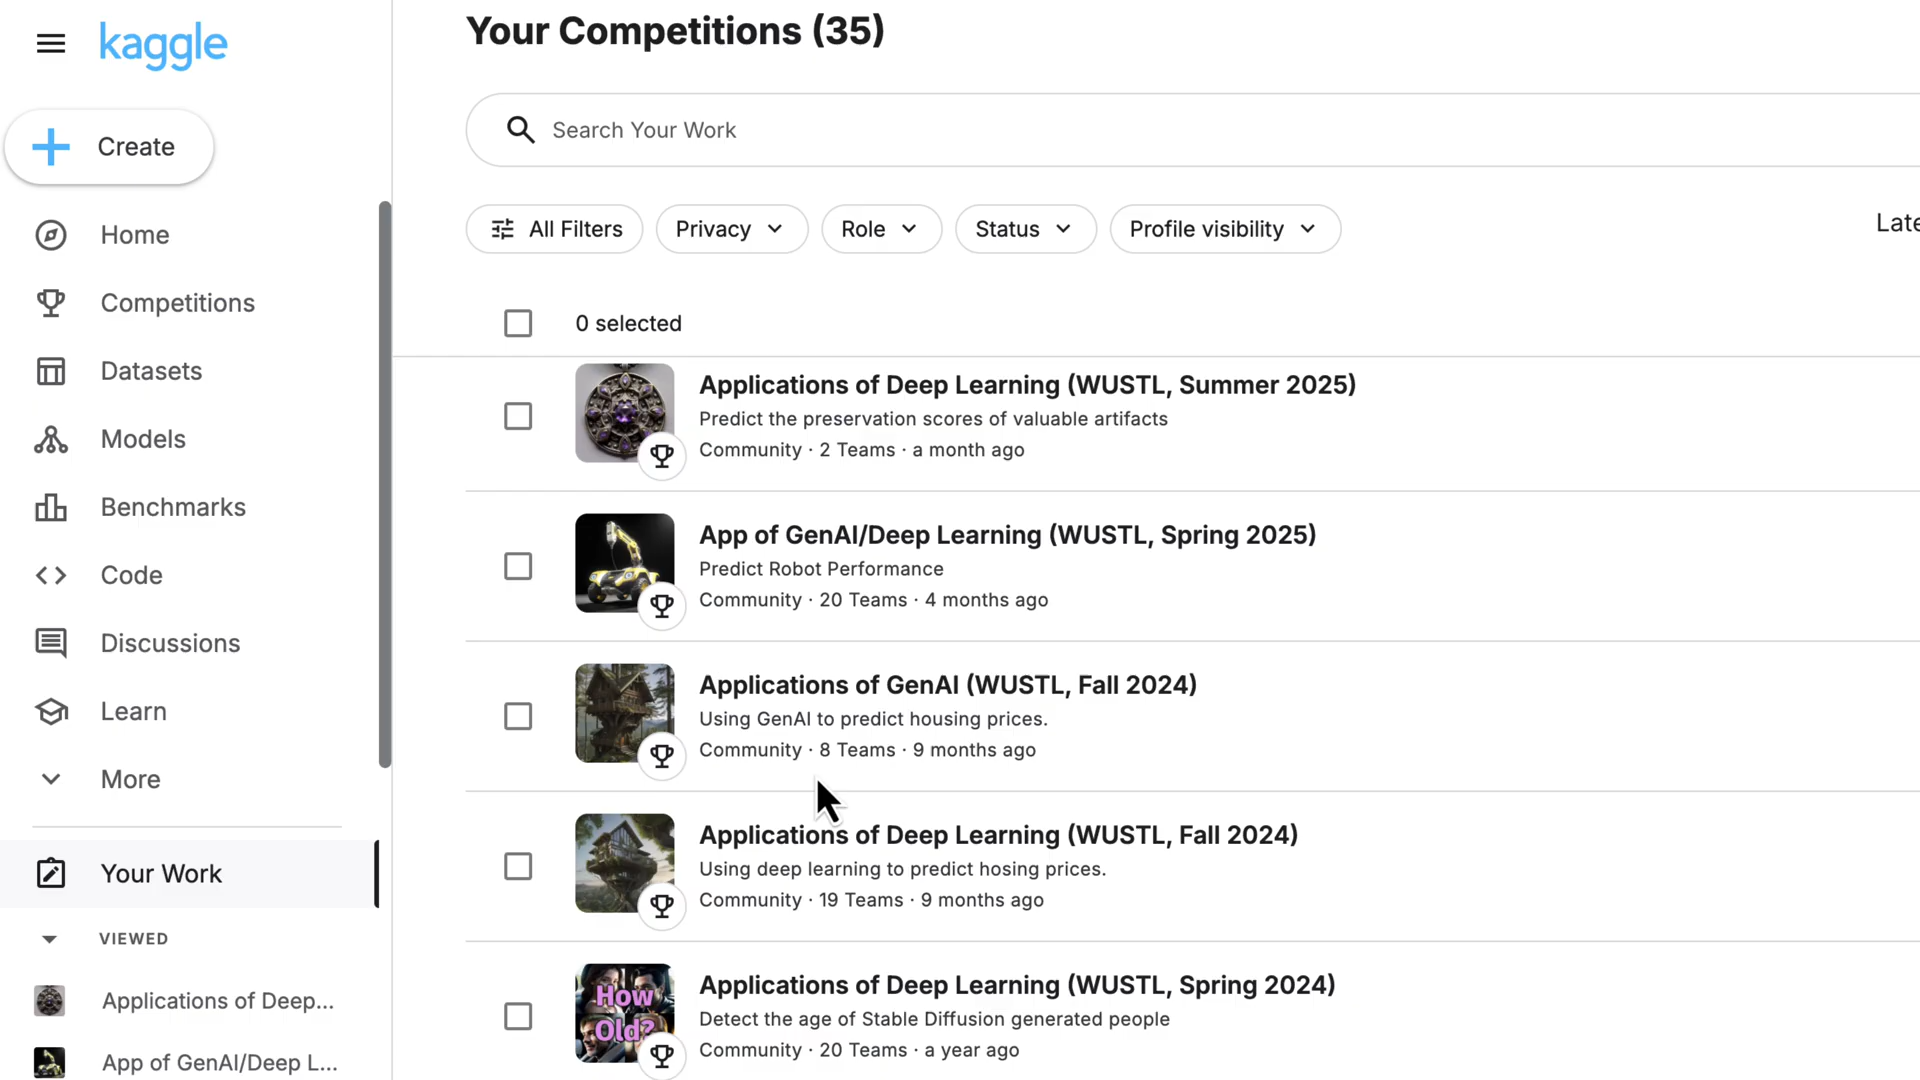 kaggle
Create
Home
Competitions
Datasets
Models
Benchmarks
Code
Discussions
Learn
More
Your Work
VIEWED
Applications of Deep...
App of GenAI/Deep L...
Your Competitions (35)
Search Your Work
All Filters
Privacy
Role
Status
Profile visibility
Late
0 selected
Applications of Deep Learning (WUSTL, Summer 2025)
Predict the preservation scores of valuable artifacts
Community · 2 Teams · a month ago
App of GenAI/Deep Learning (WUSTL, Spring 2025)
Predict Robot Performance
Community · 20 Teams · 4 months ago
Applications of GenAI (WUSTL, Fall 2024)
Using GenAI to predict housing prices.
Community · 8 Teams · 9 months ago
Applications of Deep Learning (WUSTL, Fall 2024)
Using deep learning to predict hosing prices.
Community · 19 Teams · 9 months ago
How
Old?
Applications of Deep Learning (WUSTL, Spring 2024)
Detect the age of Stable Diffusion generated people
Community · 20 Teams · a year ago